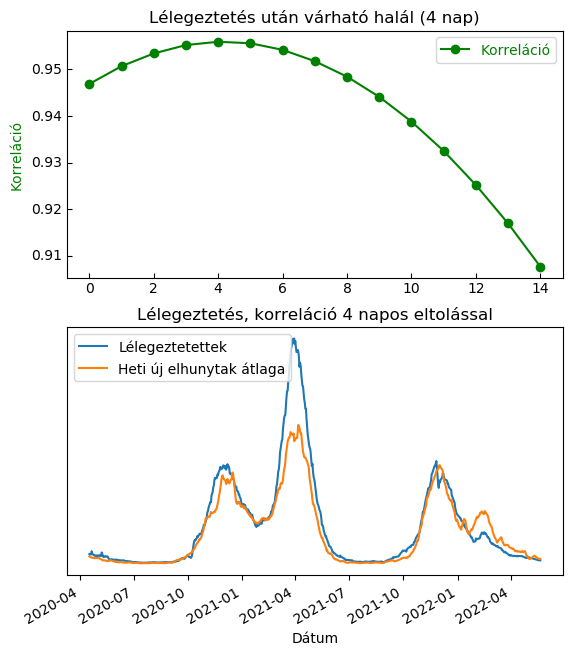 Lélegeztetés után várható halál (4 nap)
Korreláció
Korreláció
0.95
0.94
0.93
0.92
0.91
0 2 4 6 8 10 12 14
Lélegeztetés, korreláció 4 napos eltolással
Lélegeztetettek
Heti új elhunytak átlaga
2020-04 2020-07 2020-10 2021-01 2021-04 2021-07 2021-10 2022-01 2022-04
Dátum